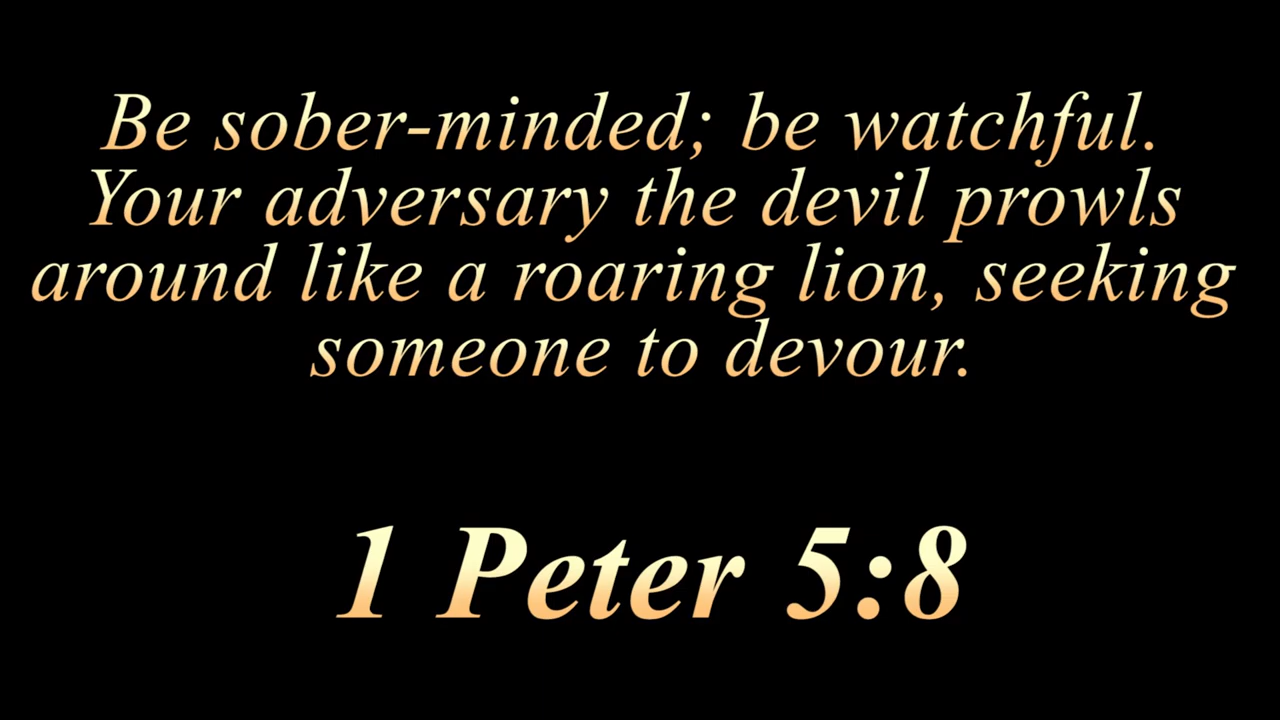 Be sober-minded; be watchful.
Your adversary the devil prowls
around like a roaring lion, seeking
someone to devour.
1 Peter 5:8